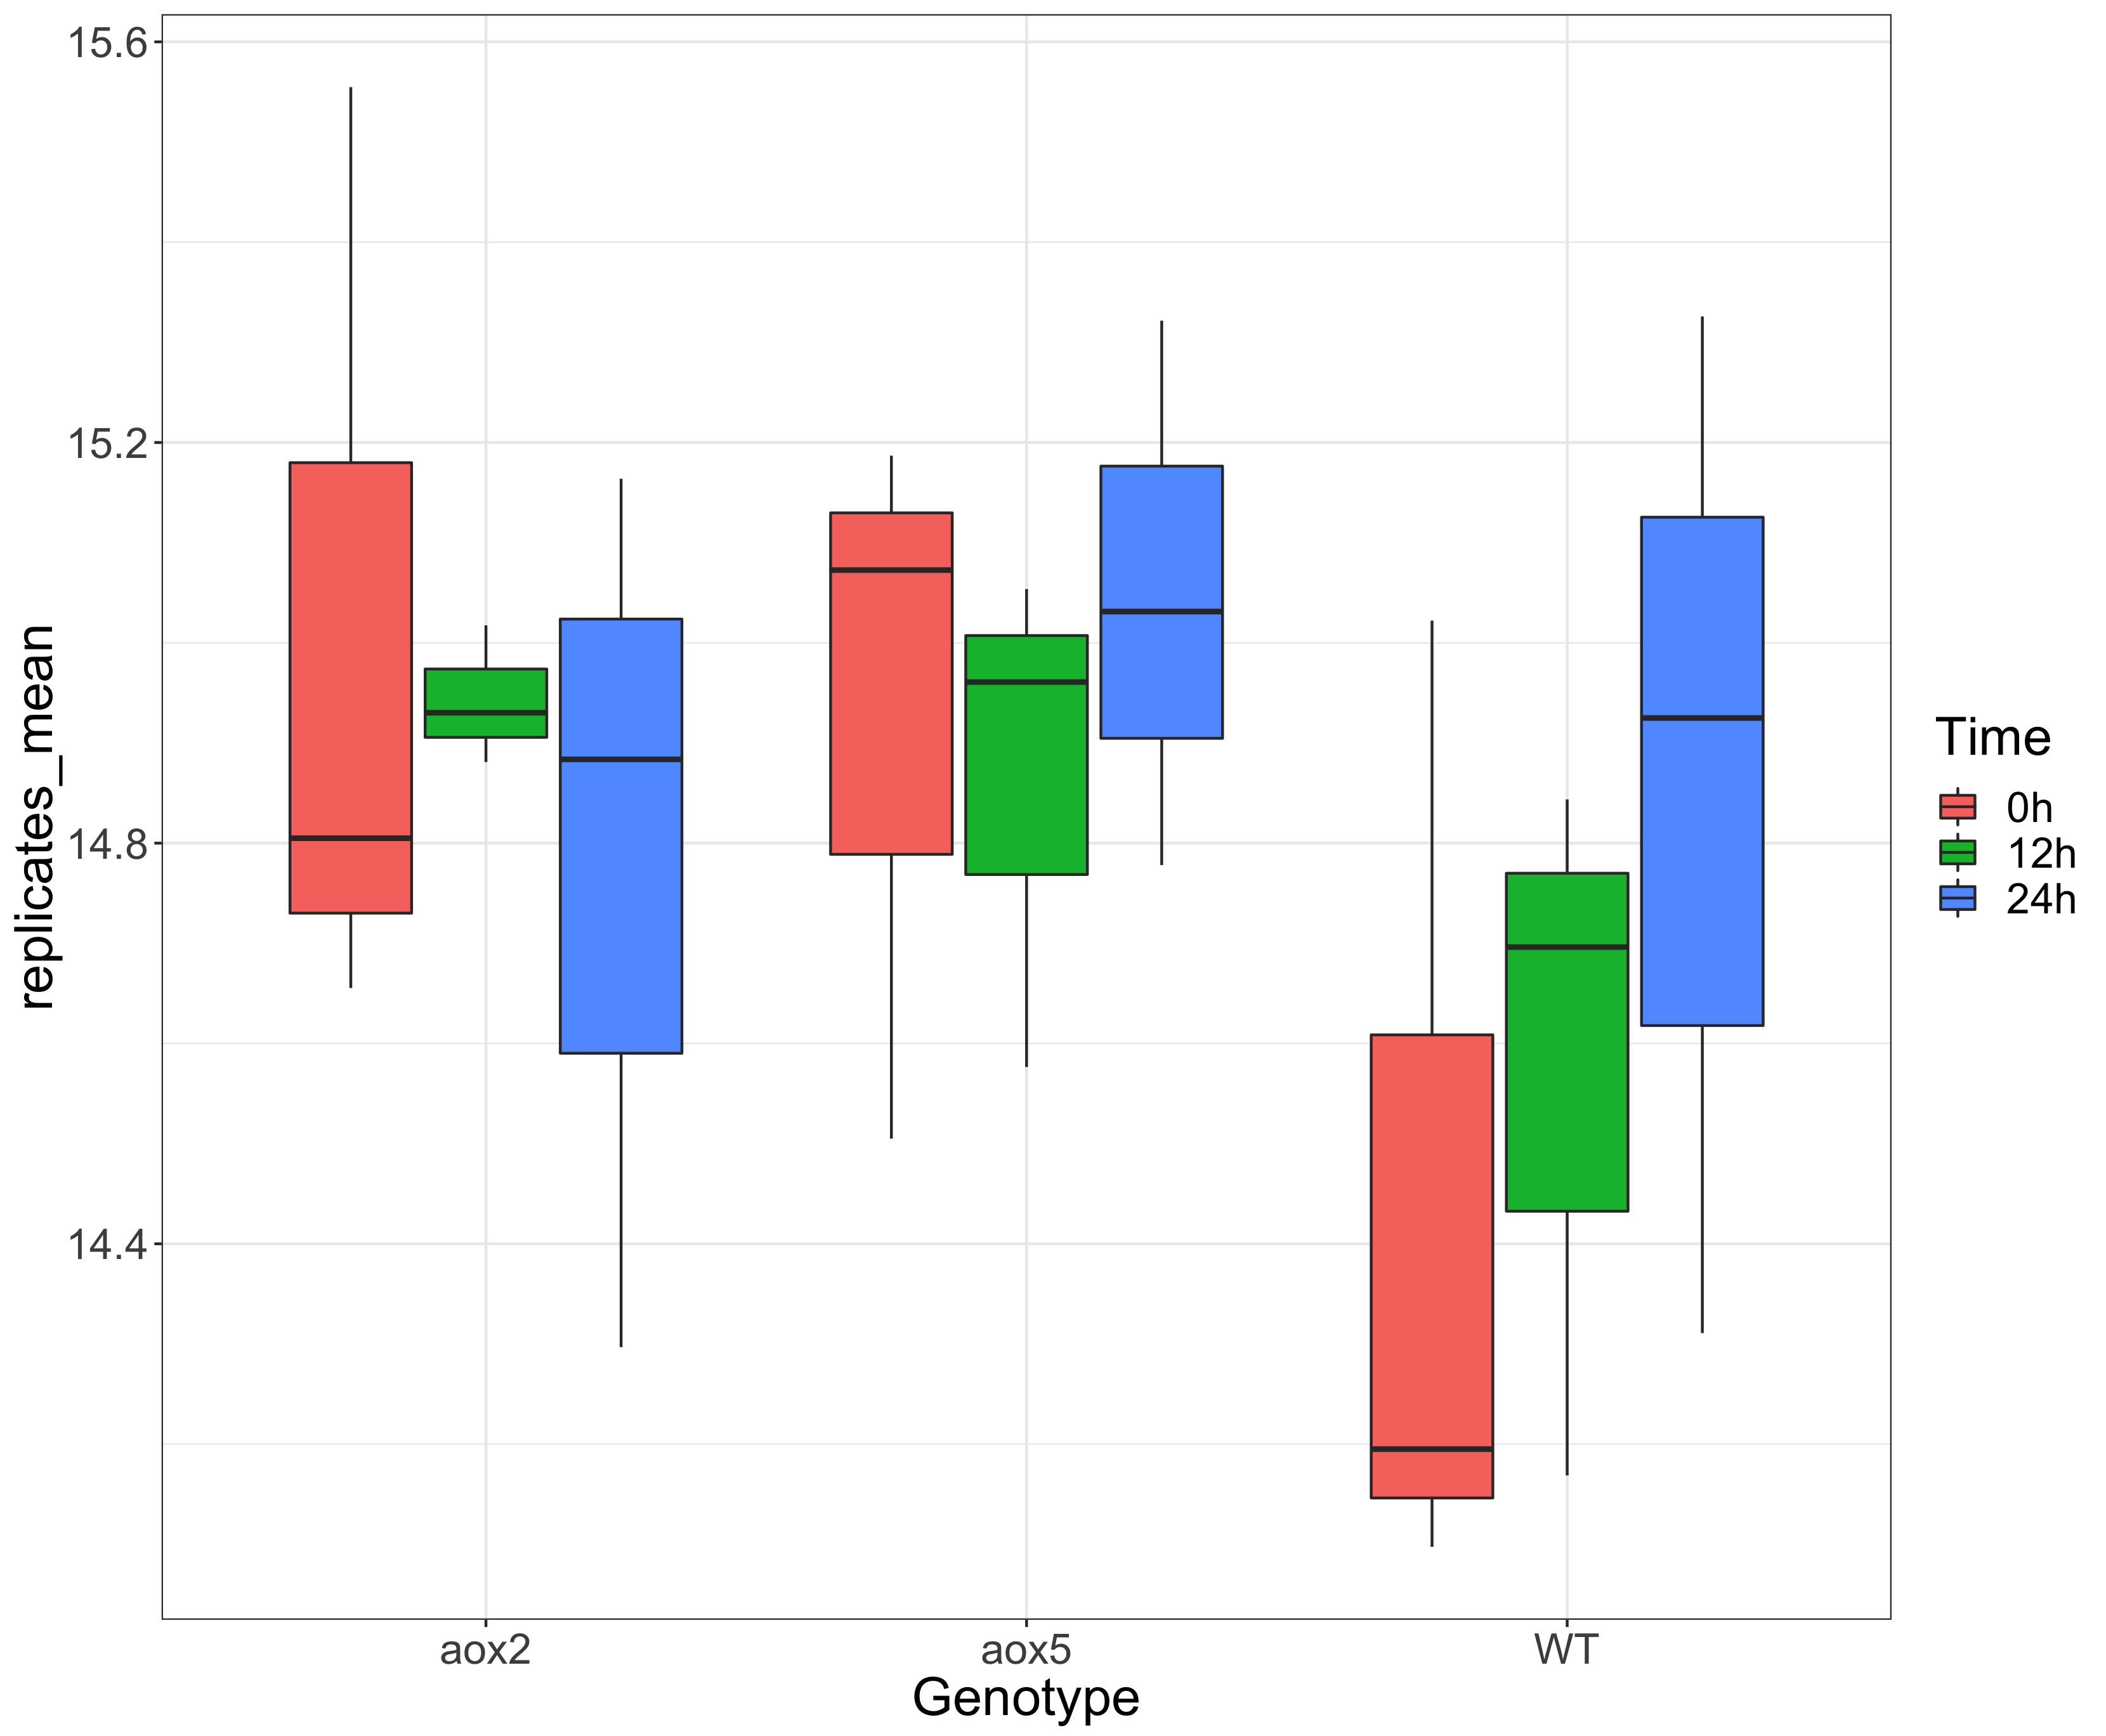 replicates_mean
15.6
15.2
14.8
14.4
aox2
aox5
WT
Genotype
Time
0h
12h
24h